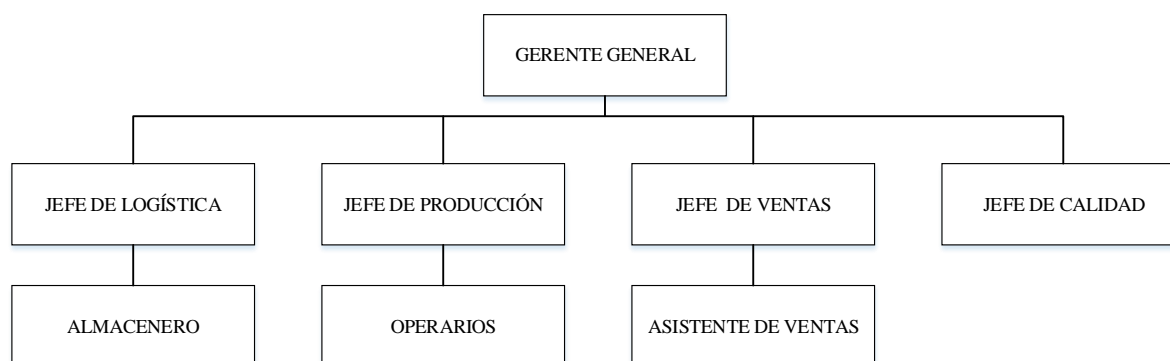 GERENTE GENERAL
JEFE DE LOGÍSTICA
JEFE DE PRODUCCIÓN
JEFE DE VENTAS
JEFE DE CALIDAD
ALMACENERO
OPERARIOS
ASISTENTE DE VENTAS